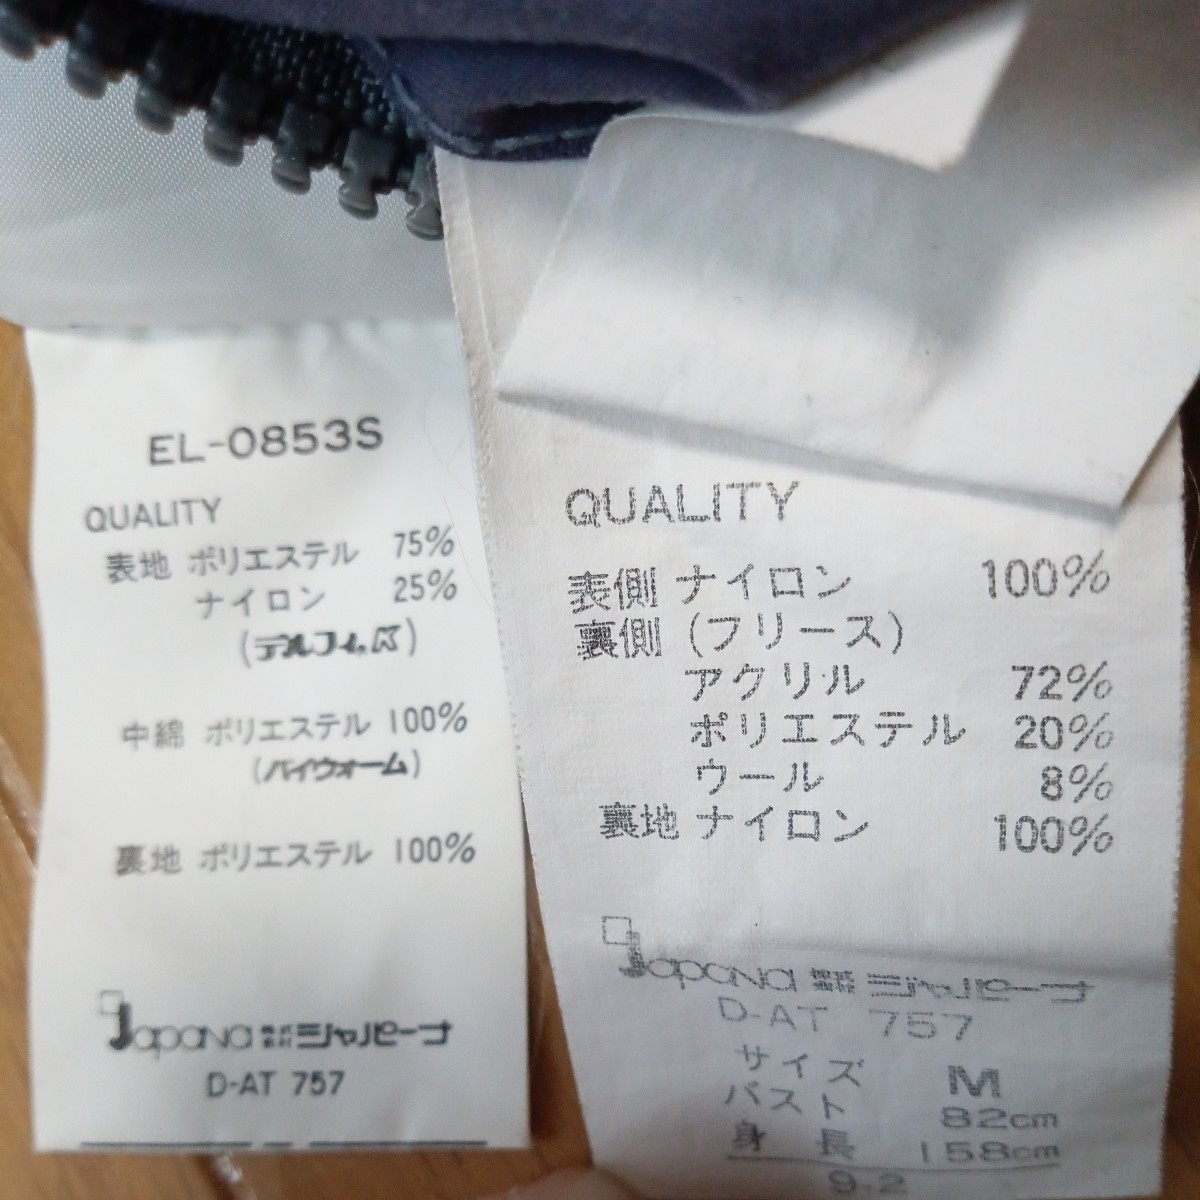 EL-0853S
QUALITY
表地 ポリエステル 75%
ナイロン 25%
(デルフィ)
中綿 ポリエステル 100%
(バイウォーム)
裏地 ポリエステル 100%
Japana 株式会社 ジャパーナ
D-AT 757
QUALITY
表側 ナイロン 100%
裏側 (フリース)
アクリル 72%
ポリエステル 20%
ウール 8%
裏地 ナイロン 100%
Japana 株式会社 ジャパーナ
D-AT 757
サイズ M
バスト 82cm
身長 158cm
9-2